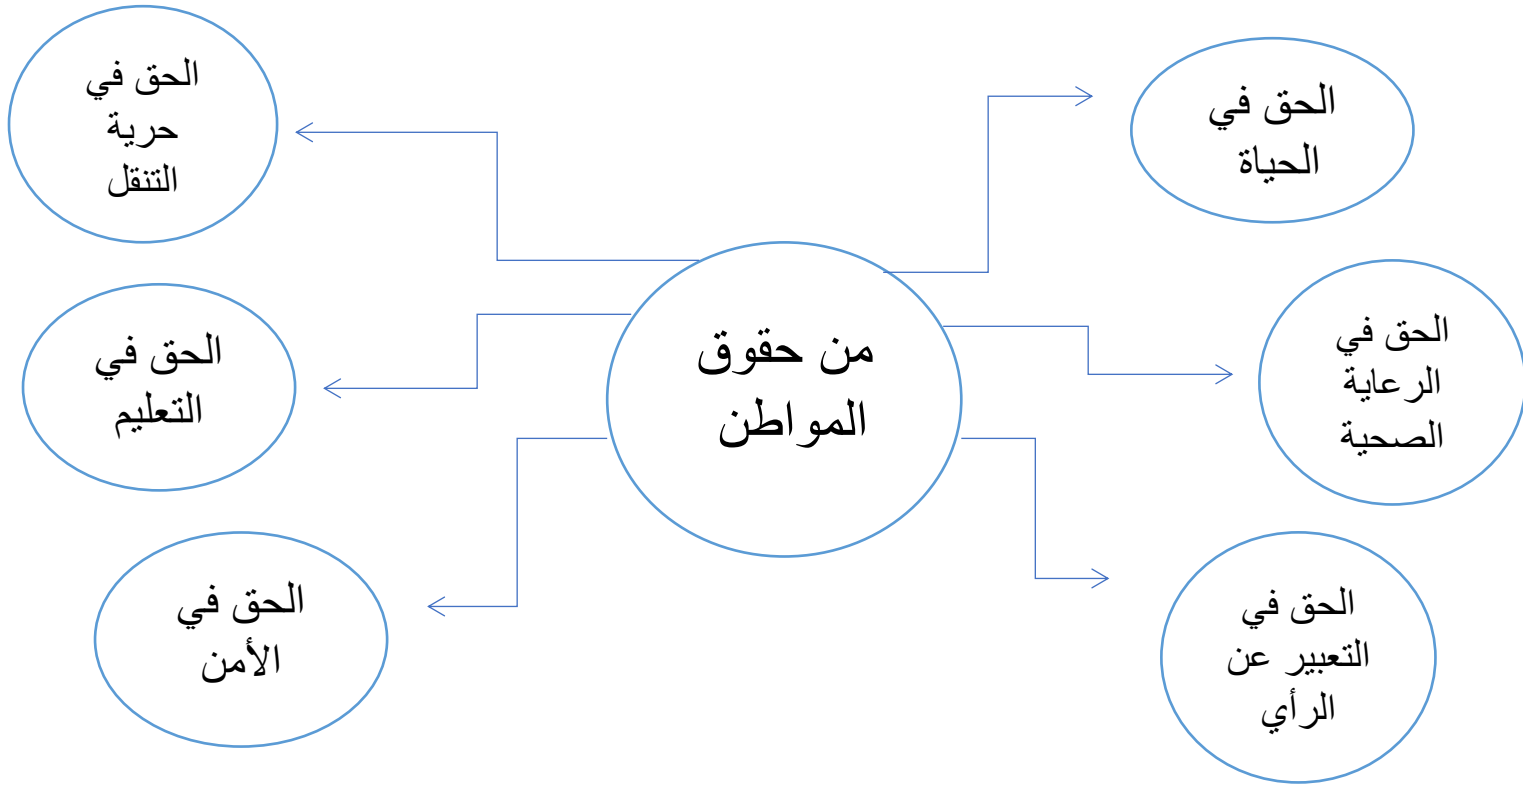 من حقوق
المواطن
الحق في
الحياة
الحق في
الرعاية
الصحية
الحق في
التعبير عن
الرأي
الحق في
حرية
التنقل
الحق في
التعليم
الحق في
الأمن